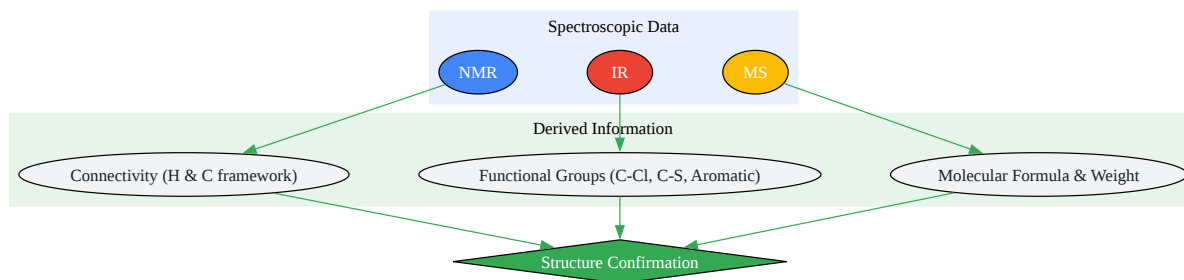 Spectroscopic Data
NMR
IR
MS
Derived Information
Connectivity (H & C framework)
Functional Groups (C-Cl, C-S, Aromatic)
Molecular Formula & Weight
Structure Confirmation